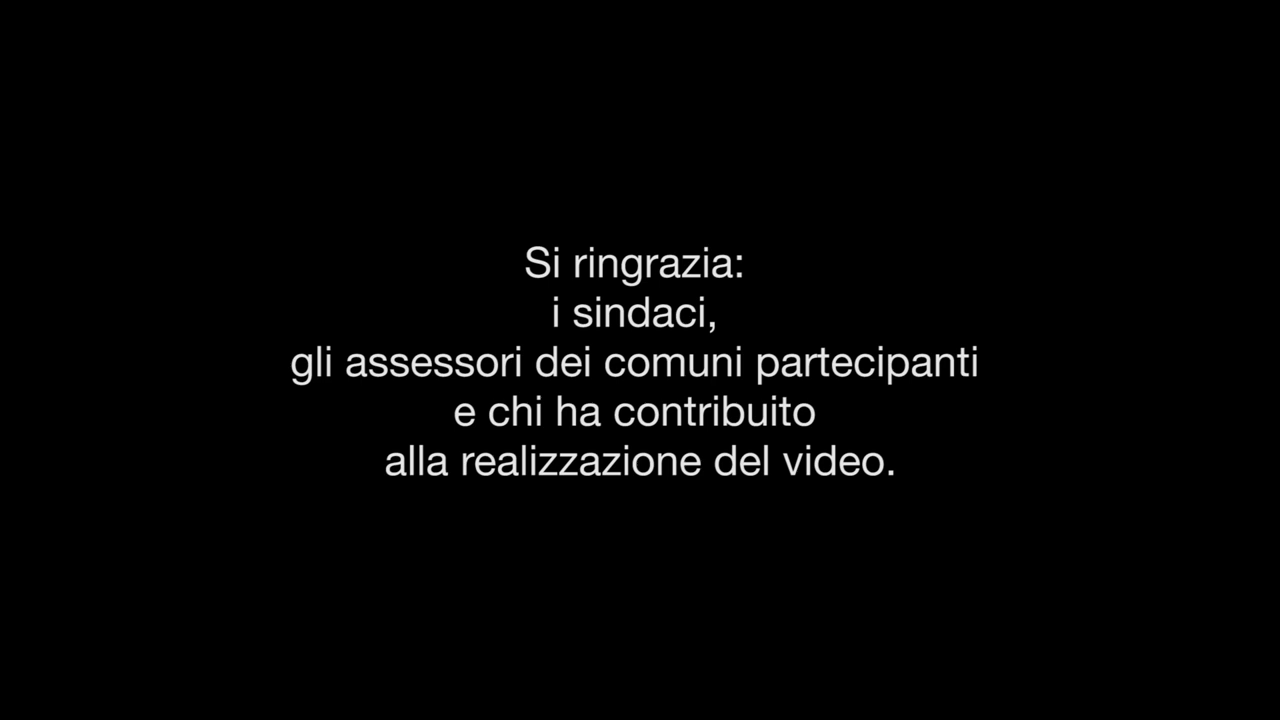 Si ringrazia:
i sindaci,
gli assessori dei comuni partecipanti
e chi ha contribuito
alla realizzazione del video.